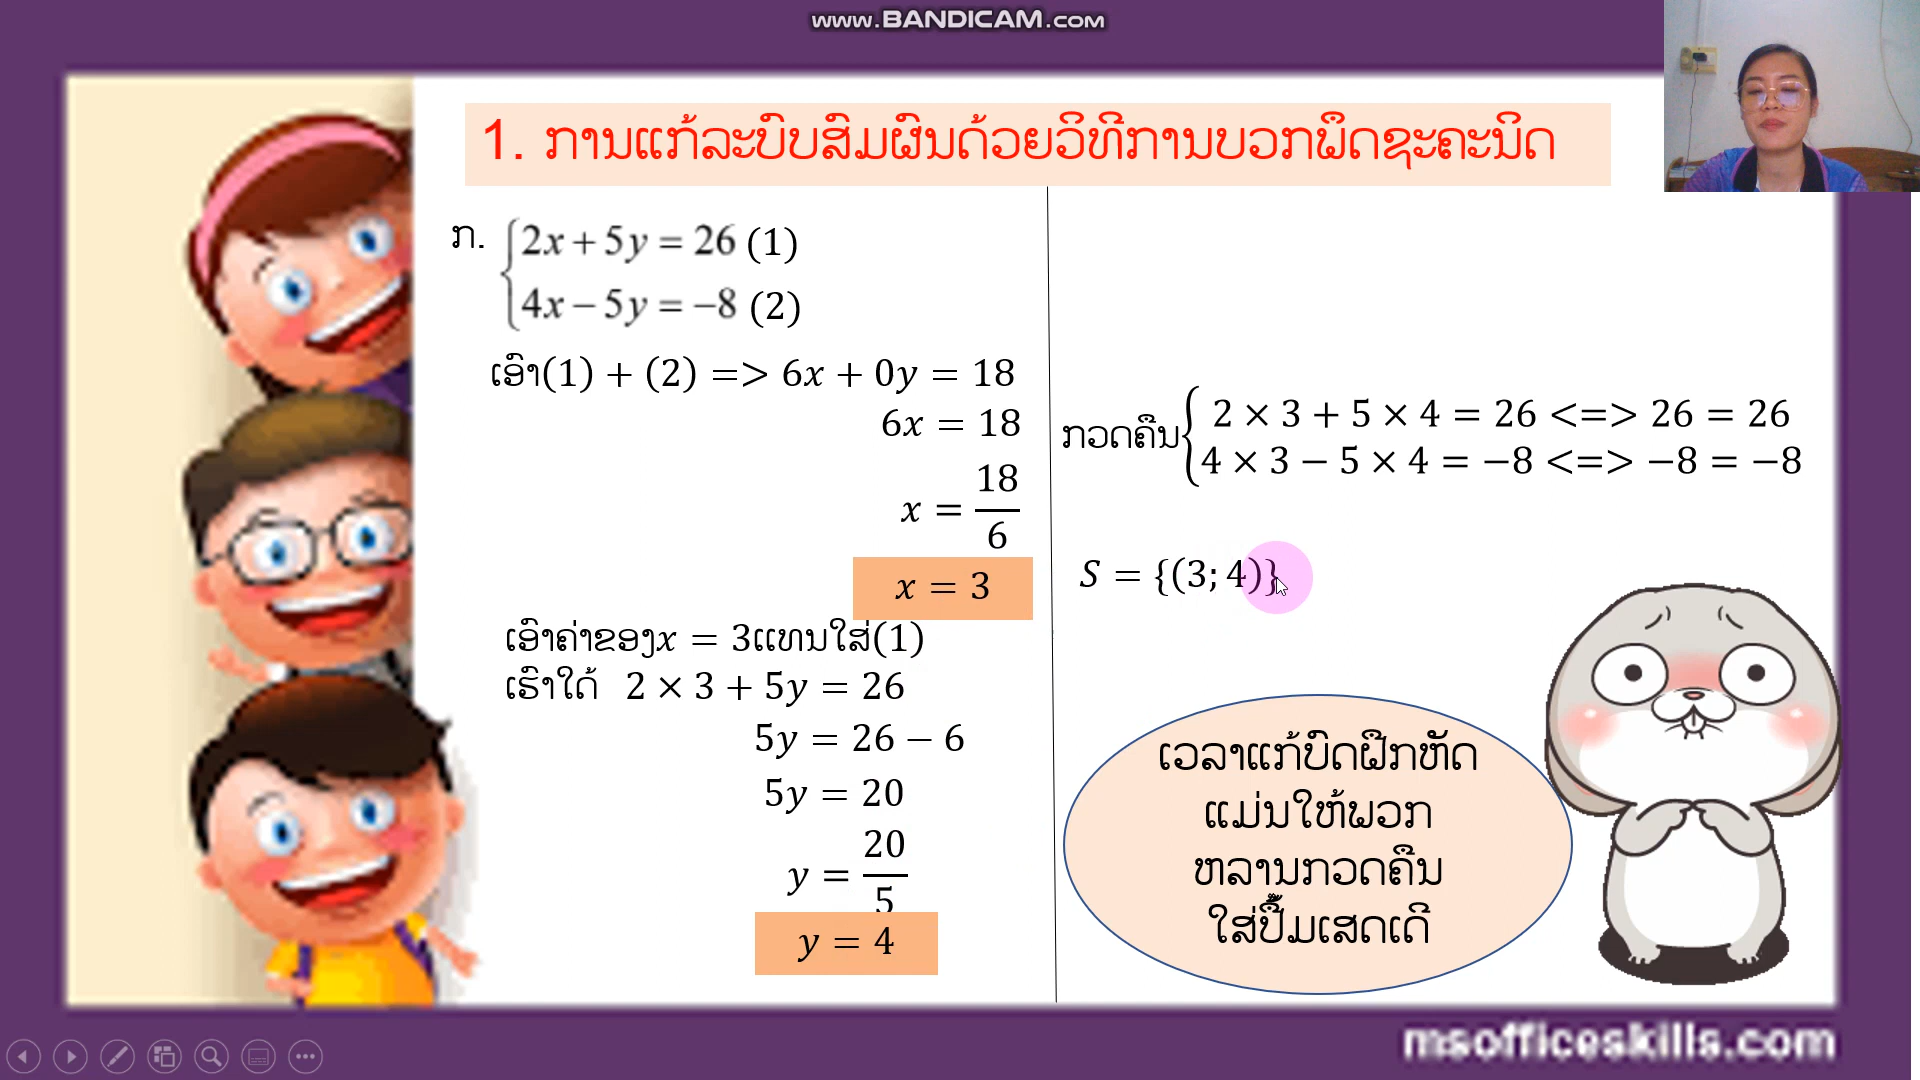 www.BANDICAM.com
1. ການແກ້ລະບົບສົມຜົນດ້ວຍວິທີການບວກພຶດຊະຄະນິດ
ກ. { 2x + 5y = 26 (1)
4x − 5y = −8 (2)
ເອົາ(1) + (2) => 6x + 0y = 18
6x = 18
x = 18/6
x = 3
ເອົາຄ່າຂອງx = 3ແທນໃສ່(1)
ເຮົາໃດ້ 2 × 3 + 5y = 26
5y = 26 − 6
5y = 20
y = 20/5
y = 4
ກວດຄືນ{ 2 × 3 + 5 × 4 = 26 <=> 26 = 26
4 × 3 − 5 × 4 = −8 <=> −8 = −8
S = {(3; 4)}
ເວລາແກ້ບົດຝຶກຫັດ
ແມ່ນໃຫ້ພວກ
ຫລານກວດຄືນ
ໃສ່ປຶ້ມເສດເດີ
msofficeskills.com